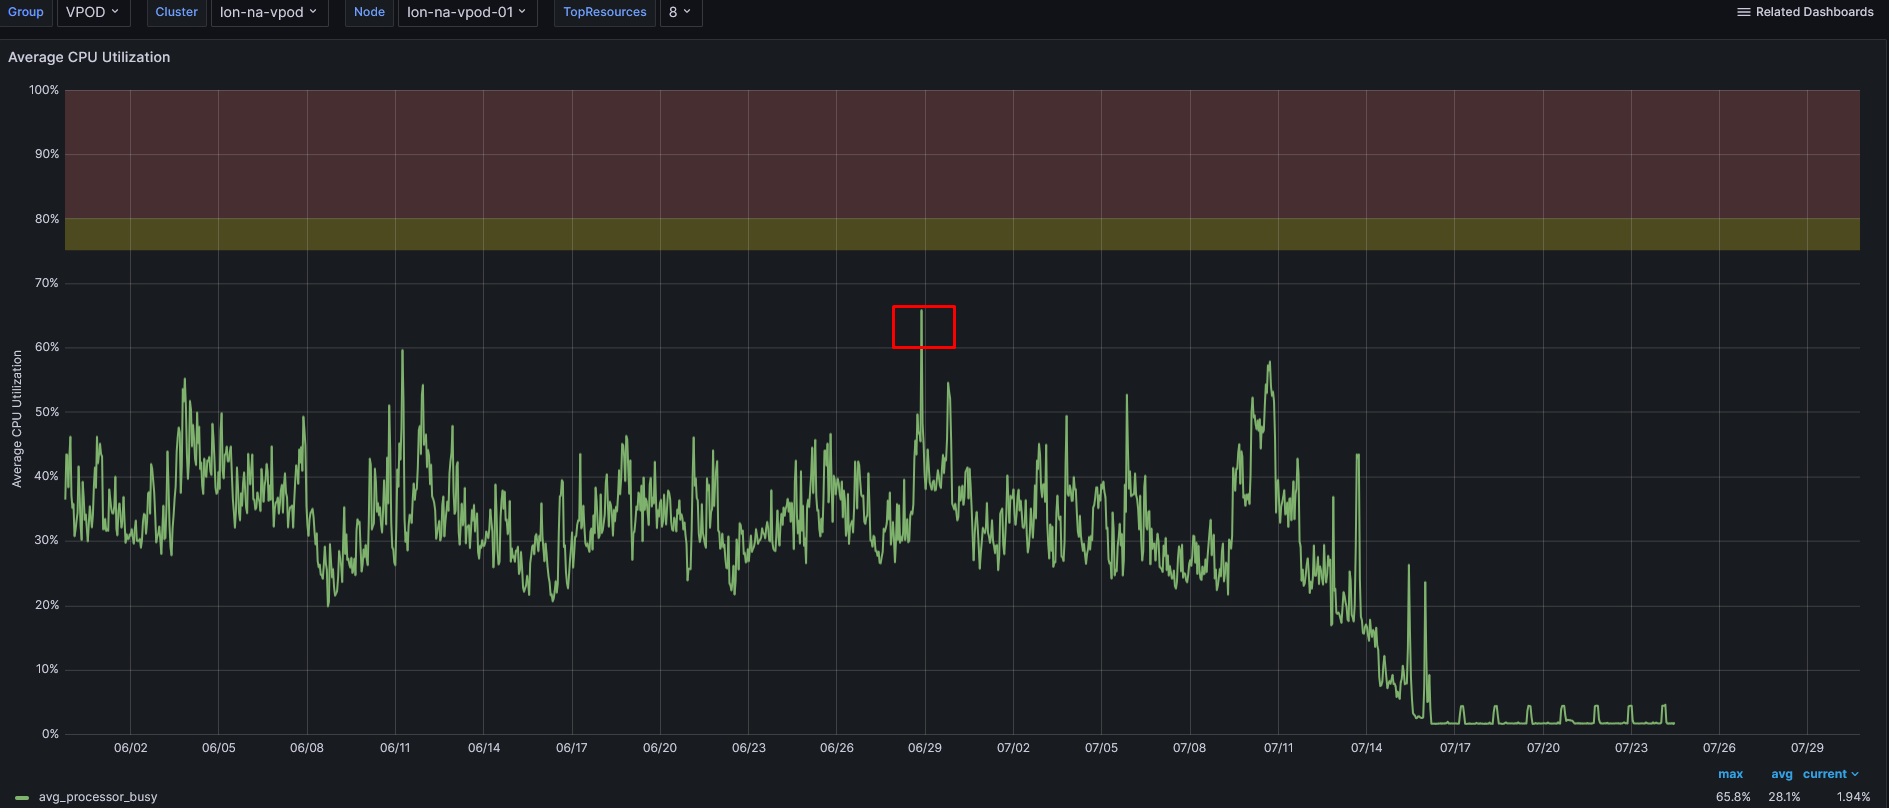 Group VPOD Cluster lon-na-vpod Node lon-na-vpod-01 TopResources 8 Related Dashboards
Average CPU Utilization
100%
90%
80%
70%
60%
50%
40%
30%
20%
10%
0%
Average CPU Utilization
06/02 06/05 06/08 06/11 06/14 06/17 06/20 06/23 06/26 06/29 07/02 07/05 07/08 07/11 07/14 07/17 07/20 07/23 07/26 07/29
max avg current
avg_processor_busy 65.8% 28.1% 1.94%